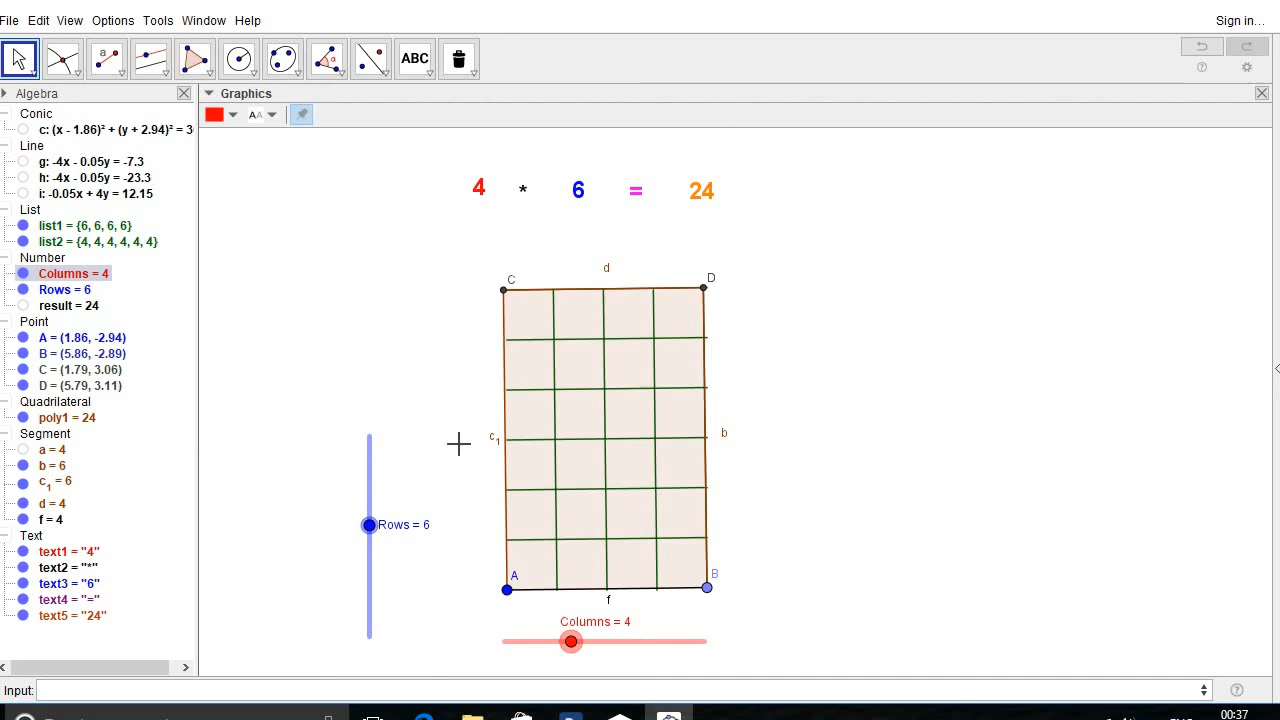 File Edit View Options Tools Window Help Sign in...
a α ABC
Algebra
Graphics
AA
Conic
c: (x - 1.86)² + (y + 2.94)² = 3
Line
g: -4x - 0.05y = -7.3
h: -4x - 0.05y = -23.3
i: -0.05x + 4y = 12.15
List
list1 = {6, 6, 6, 6}
list2 = {4, 4, 4, 4, 4, 4}
Number
Columns = 4
Rows = 6
result = 24
Point
A = (1.86, -2.94)
B = (5.86, -2.89)
C = (1.79, 3.06)
D = (5.79, 3.11)
Quadrilateral
poly1 = 24
Segment
a = 4
b = 6
c₁ = 6
d = 4
f = 4
Text
text1 = "4"
text2 = "*"
text3 = "6"
text4 = "="
text5 = "24"
4 * 6 = 24
d
C D
c₁ b
Rows = 6
A B
f
Columns = 4
Input:
00:37